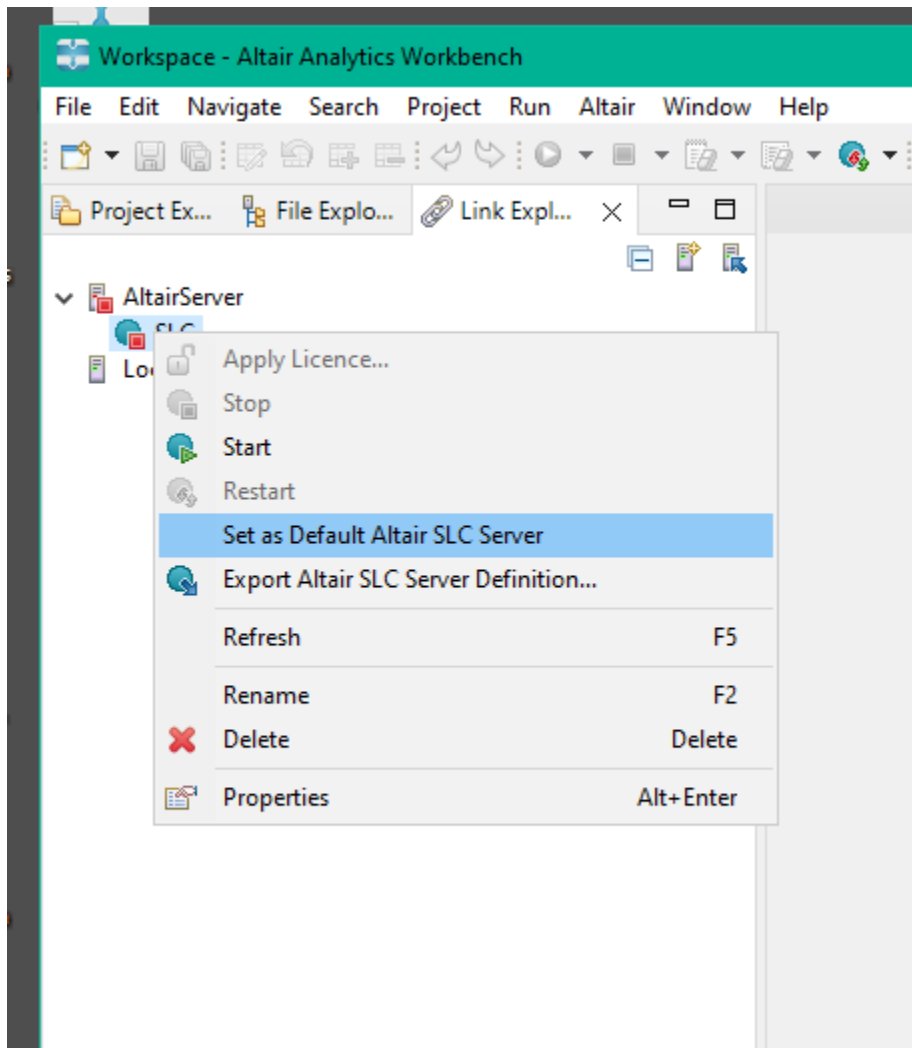 Workspace - Altair Analytics Workbench
File Edit Navigate Search Project Run Altair Window Help
Project Ex... File Explo... Link Expl...
AltairServer
Apply Licence...
Stop
Start
Restart
Set as Default Altair SLC Server
Export Altair SLC Server Definition...
Refresh F5
Rename F2
Delete Delete
Properties Alt+Enter